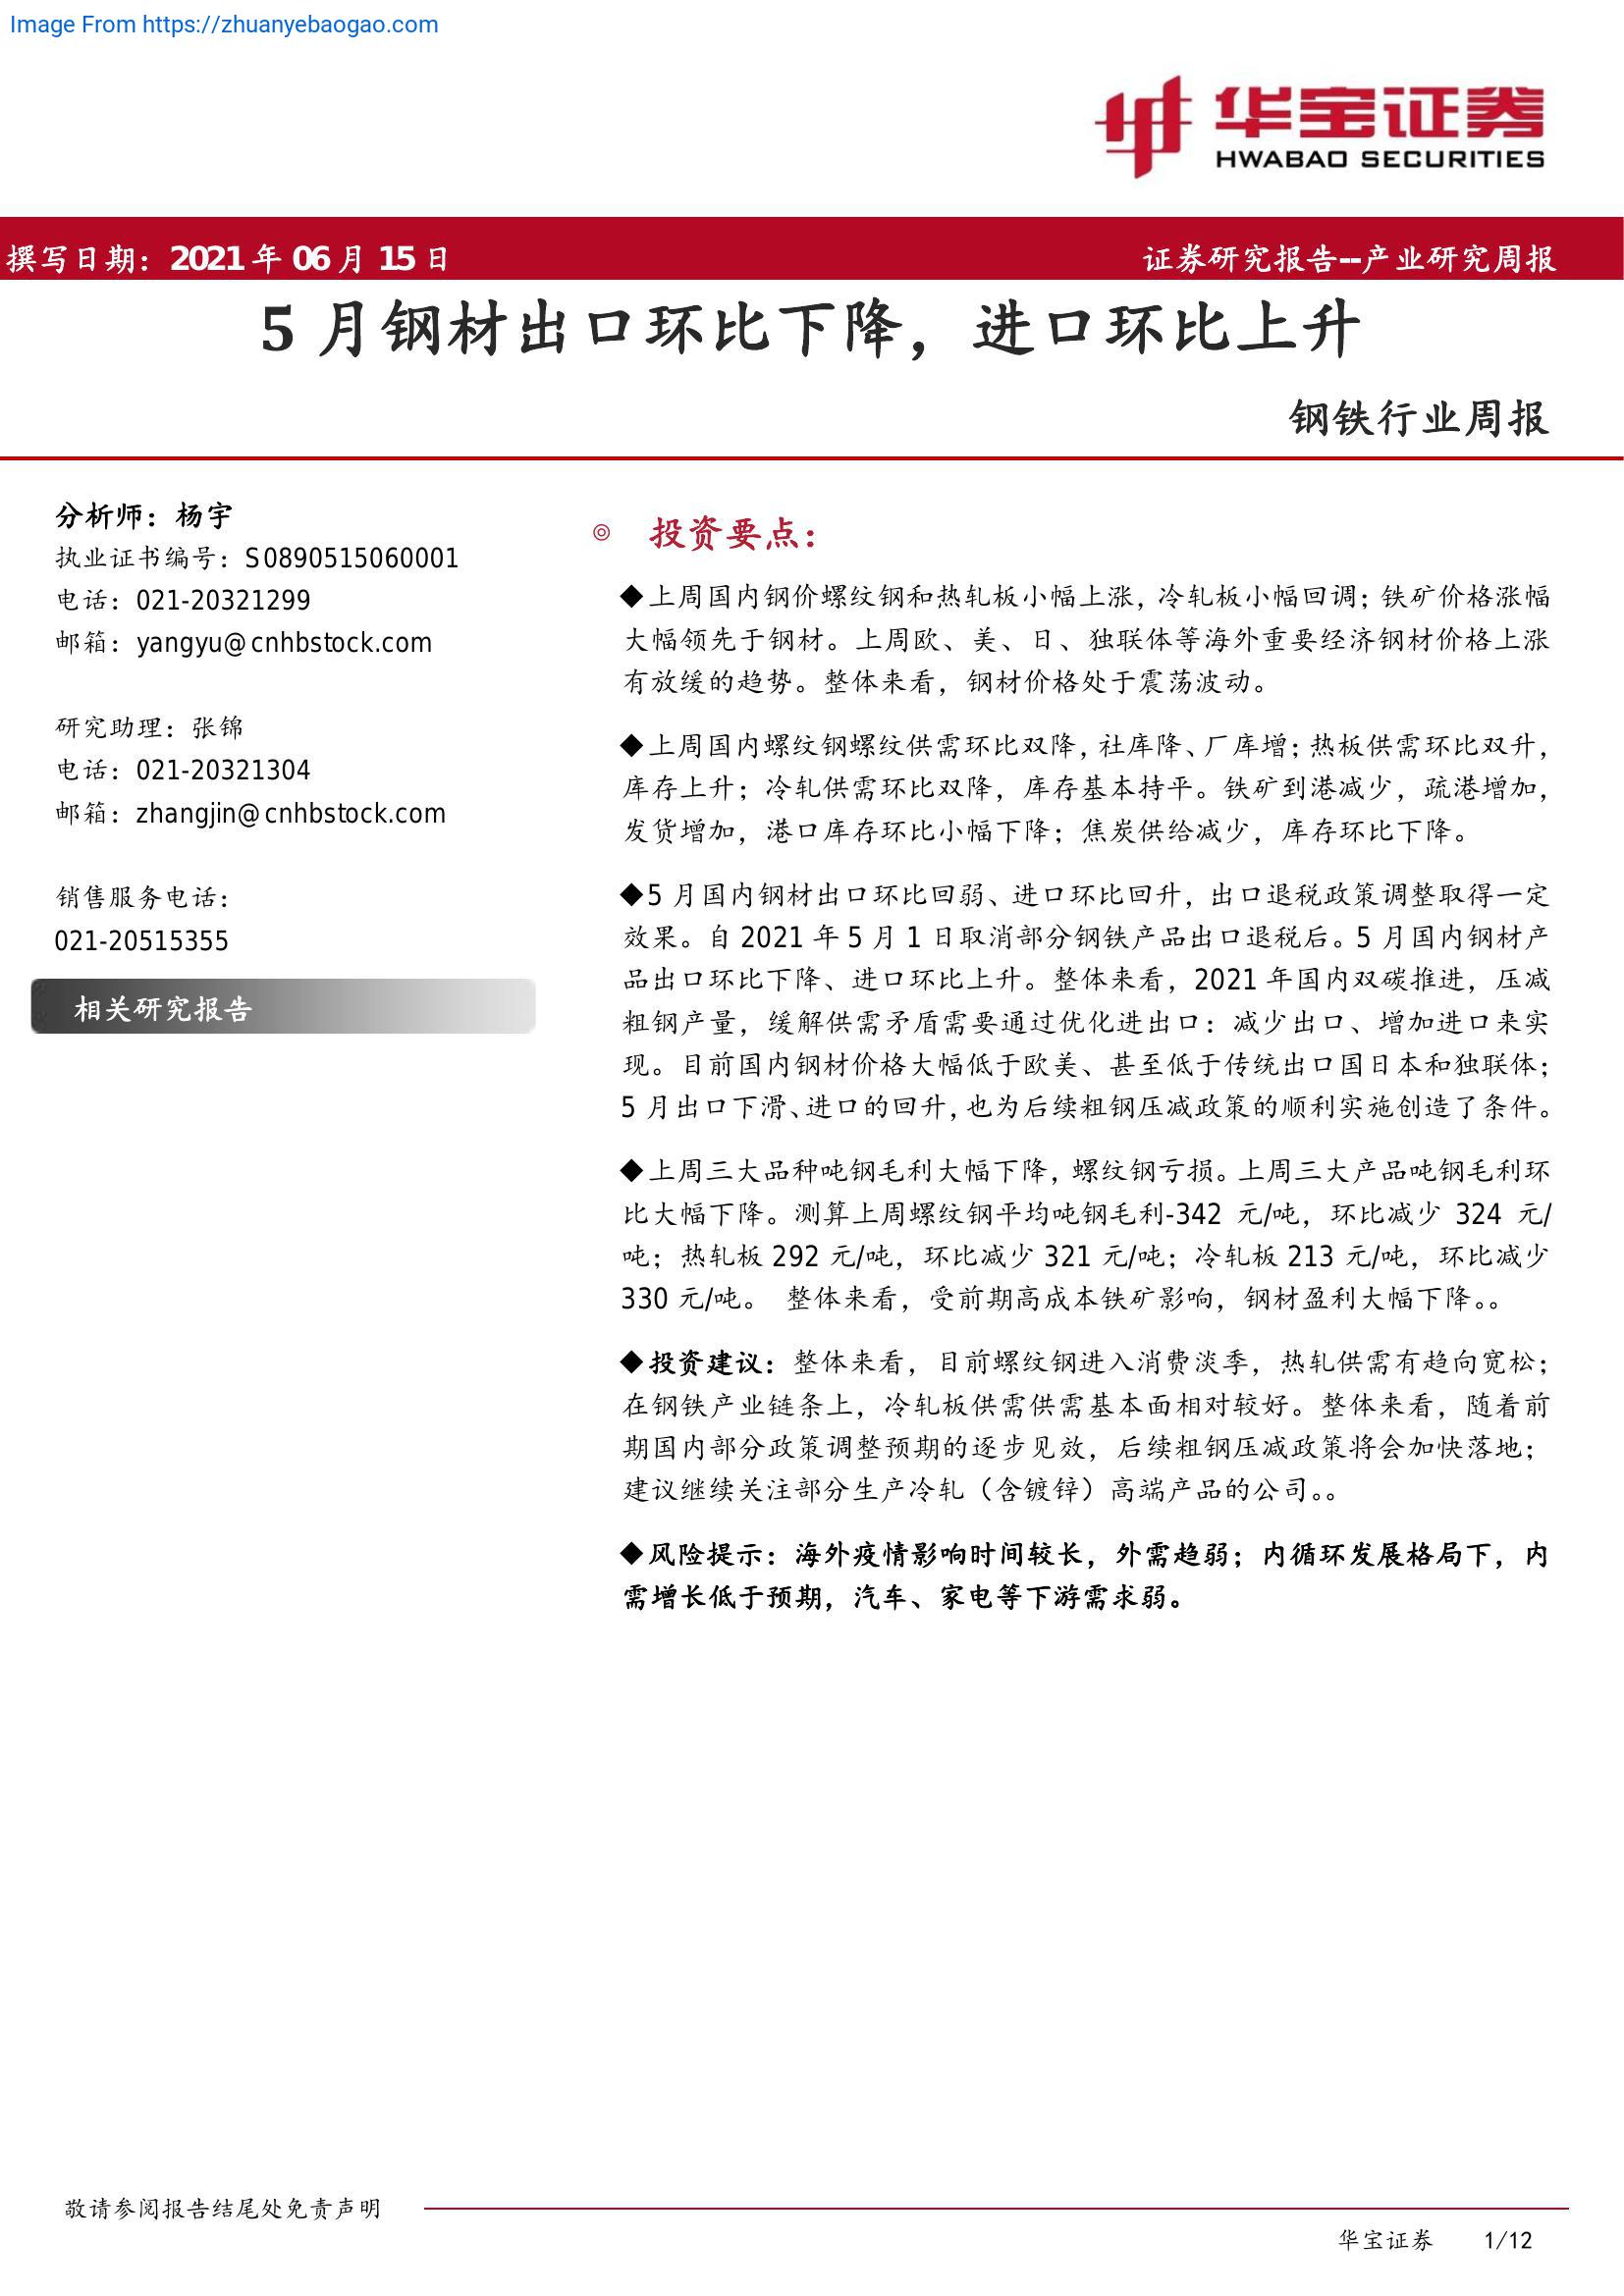 Image From https://zhuanyebaogao.com
华宝证券
HWABAO SECURITIES
撰写日期：2021 年 06 月 15 日
证券研究报告--产业研究周报
5 月钢材出口环比下降，进口环比上升
钢铁行业周报
分析师：杨宇
执业证书编号：S0890515060001
电话：021-20321299
邮箱：yangyu@cnhbstock.com
研究助理：张锦
电话：021-20321304
邮箱：zhangjin@cnhbstock.com
销售服务电话：
021-20515355
相关研究报告
◎ 投资要点：
◆上周国内钢价螺纹钢和热轧板小幅上涨，冷轧板小幅回调；铁矿价格涨幅
大幅领先于钢材。上周欧、美、日、独联体等海外重要经济钢材价格上涨
有放缓的趋势。整体来看，钢材价格处于震荡波动。
◆上周国内螺纹钢螺纹供需环比双降，社库降、厂库增；热板供需环比双升，
库存上升；冷轧供需环比双降，库存基本持平。铁矿到港减少，疏港增加，
发货增加，港口库存环比小幅下降；焦炭供给减少，库存环比下降。
◆5 月国内钢材出口环比回弱、进口环比回升，出口退税政策调整取得一定
效果。自 2021 年 5 月 1 日取消部分钢铁产品出口退税后。5 月国内钢材产
品出口环比下降、进口环比上升。整体来看，2021 年国内双碳推进，压减
粗钢产量，缓解供需矛盾需要通过优化进出口：减少出口、增加进口来实
现。目前国内钢材价格大幅低于欧美、甚至低于传统出口国日本和独联体；
5 月出口下滑、进口的回升，也为后续粗钢压减政策的顺利实施创造了条件。
◆上周三大品种吨钢毛利大幅下降，螺纹钢亏损。上周三大产品吨钢毛利环
比大幅下降。测算上周螺纹钢平均吨钢毛利-342 元/吨，环比减少 324 元/
吨；热轧板 292 元/吨，环比减少 321 元/吨；冷轧板 213 元/吨，环比减少
330 元/吨。 整体来看，受前期高成本铁矿影响，钢材盈利大幅下降。。
◆投资建议：整体来看，目前螺纹钢进入消费淡季，热轧供需有趋向宽松；
在钢铁产业链条上，冷轧板供需供需基本面相对较好。整体来看，随着前
期国内部分政策调整预期的逐步见效，后续粗钢压减政策将会加快落地；
建议继续关注部分生产冷轧（含镀锌）高端产品的公司。。
◆风险提示：海外疫情影响时间较长，外需趋弱；内循环发展格局下，内
需增长低于预期，汽车、家电等下游需求弱。
敬请参阅报告结尾处免责声明
华宝证券 1/12